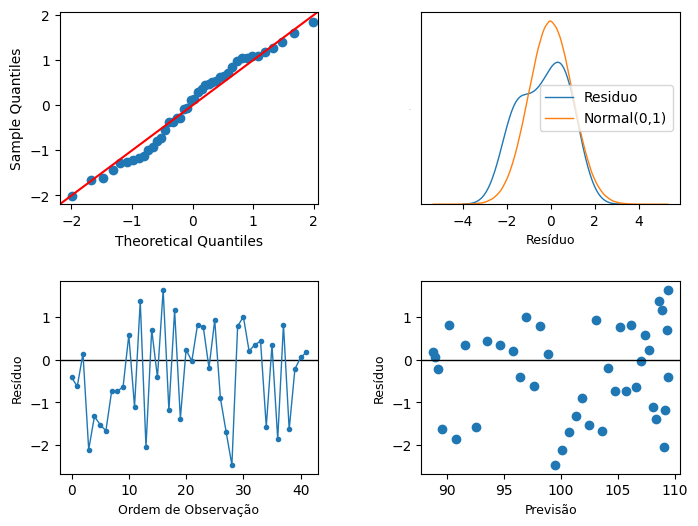 2
1
0
−1
−2
Sample Quantiles
−2 −1 0 1 2
Theoretical Quantiles
Residuo
Normal(0,1)
−4 −2 0 2 4
Resíduo
1
0
−1
−2
Resíduo
0 10 20 30 40
Ordem de Observação
1
0
−1
−2
Resíduo
90 95 100 105 110
Previsão